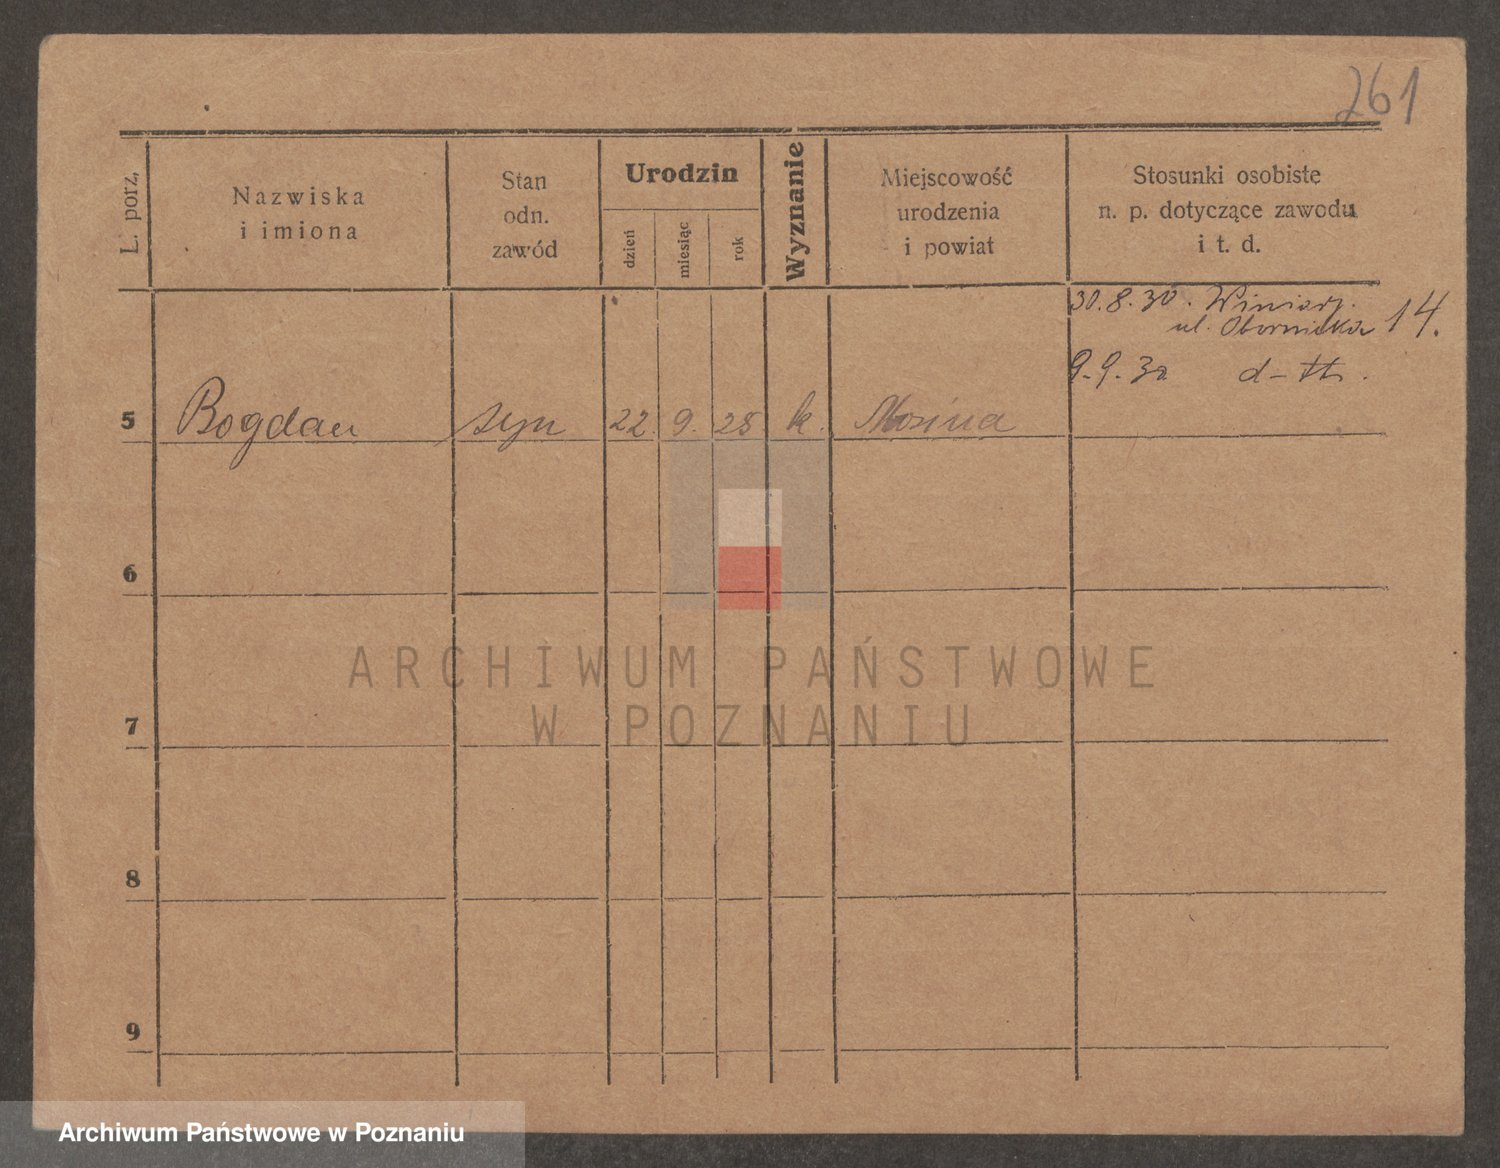 261
L. porz.
Nazwiska
i imiona
Stan
odn.
zawód
Urodzin
dzień
miesiąc
rok
Wyznanie
Miejscowość
urodzenia
i powiat
Stosunki osobiste
n. p. dotyczące zawodu
i t. d.
30.8.30. Winiary.
ul. Obornicka 14.
9.9.32
5 Bogdan syn 22. 9. 28 k. Mosina
6
7
8
9
ARCHIWUM PAŃSTWOWE
W POZNANIU
Archiwum Państwowe w Poznaniu